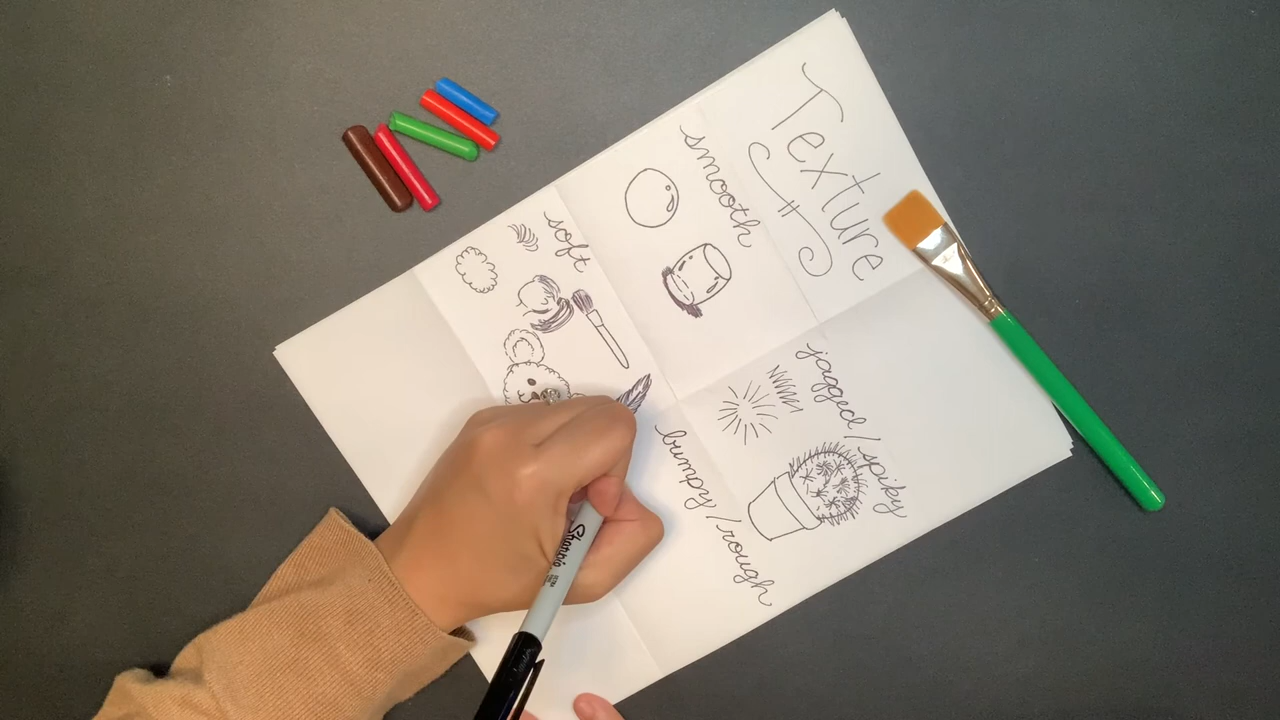 Texture
smooth
soft
jagged/spiky
bumpy/rough
Sharpie